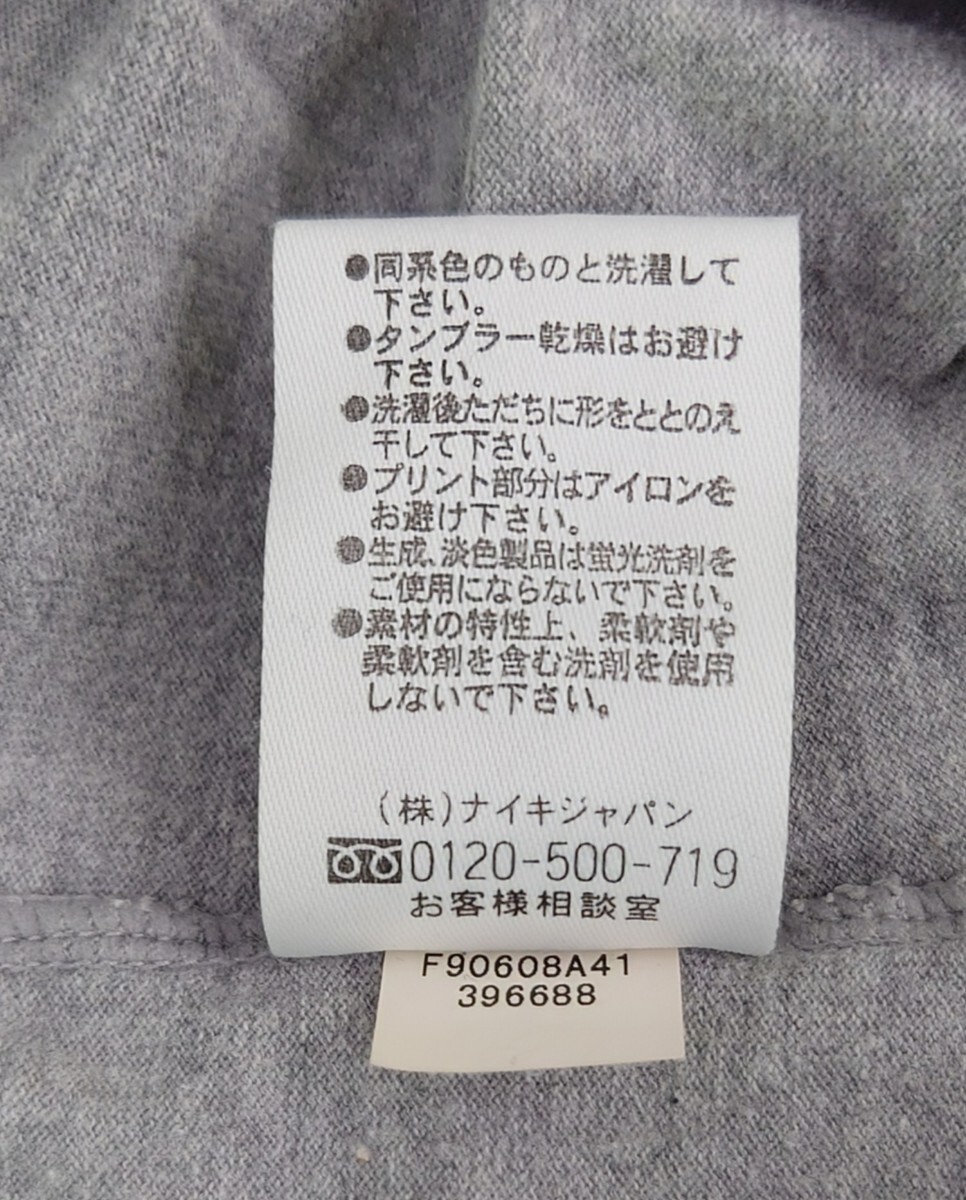 ●同系色のものと洗濯して
下さい。
●タンブラー乾燥はお避け
下さい。
●洗濯後ただちに形をととのえ
干して下さい。
●プリント部分はアイロンを
お避け下さい。
●生成、淡色製品は蛍光洗剤を
ご使用にならないで下さい。
●素材の特性上、柔軟剤や
柔軟剤を含む洗剤を使用
しないで下さい。
(株)ナイキジャパン
0120-500-719
お客様相談室
F90608A41
396688